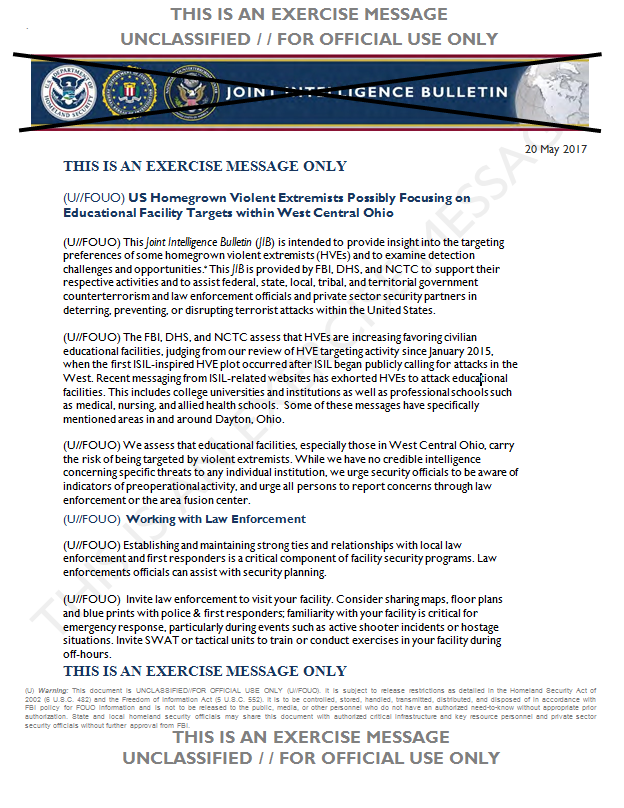 THIS IS AN EXERCISE MESSAGE
UNCLASSIFIED / / FOR OFFICIAL USE ONLY
JOINT INTELLIGENCE BULLETIN
20 May 2017
THIS IS AN EXERCISE MESSAGE ONLY
(U//FOUO) US Homegrown Violent Extremists Possibly Focusing on
Educational Facility Targets within West Central Ohio
(U//FOUO) This Joint Intelligence Bulletin (JIB) is intended to provide insight into the targeting
preferences of some homegrown violent extremists (HVEs) and to examine detection
challenges and opportunities.* This JIB is provided by FBI, DHS, and NCTC to support their
respective activities and to assist federal, state, local, tribal, and territorial government
counterterrorism and law enforcement officials and private sector security partners in
deterring, preventing, or disrupting terrorist attacks within the United States.
(U//FOUO) The FBI, DHS, and NCTC assess that HVEs are increasing favoring civilian
educational facilities, judging from our review of HVE targeting activity since January 2015,
when the first ISIL-inspired HVE plot occurred after ISIL began publicly calling for attacks in the
West. Recent messaging from ISIL-related websites has exhorted HVEs to attack educational
facilities. This includes college universities and institutions as well as professional schools such
as medical, nursing, and allied health schools. Some of these messages have specifically
mentioned areas in and around Dayton, Ohio.
(U//FOUO) We assess that educational facilities, especially those in West Central Ohio, carry
the risk of being targeted by violent extremists. While we have no credible intelligence
concerning specific threats to any individual institution, we urge security officials to be aware of
indicators of preoperational activity, and urge all persons to report concerns through law
enforcement or the area fusion center.
(U//FOUO) Working with Law Enforcement
(U//FOUO) Establishing and maintaining strong ties and relationships with local law
enforcement and first responders is a critical component of facility security programs. Law
enforcements officials can assist with security planning.
(U//FOUO) Invite law enforcement to visit your facility. Consider sharing maps, floor plans
and blue prints with police & first responders; familiarity with your facility is critical for
emergency response, particularly during events such as active shooter incidents or hostage
situations. Invite SWAT or tactical units to train or conduct exercises in your facility during
off-hours.
THIS IS AN EXERCISE MESSAGE ONLY
(U) Warning: This document is UNCLASSIFIED//FOR OFFICIAL USE ONLY (U//FOUO). It is subject to release restrictions as detailed in the Homeland Security Act of
2002 (6 U.S.C. 482) and the Freedom of Information Act (5 U.S.C. 552). It is to be controlled, stored, handled, transmitted, distributed, and disposed of in accordance with
FBI policy for FOUO information and is not to be released to the public, media, or other personnel who do not have an authorized need-to-know without appropriate prior
authorization. State and local homeland security officials may share this document with authorized critical infrastructure and key resource personnel and private sector
security officials without further approval from FBI.
THIS IS AN EXERCISE MESSAGE
UNCLASSIFIED / / FOR OFFICIAL USE ONLY